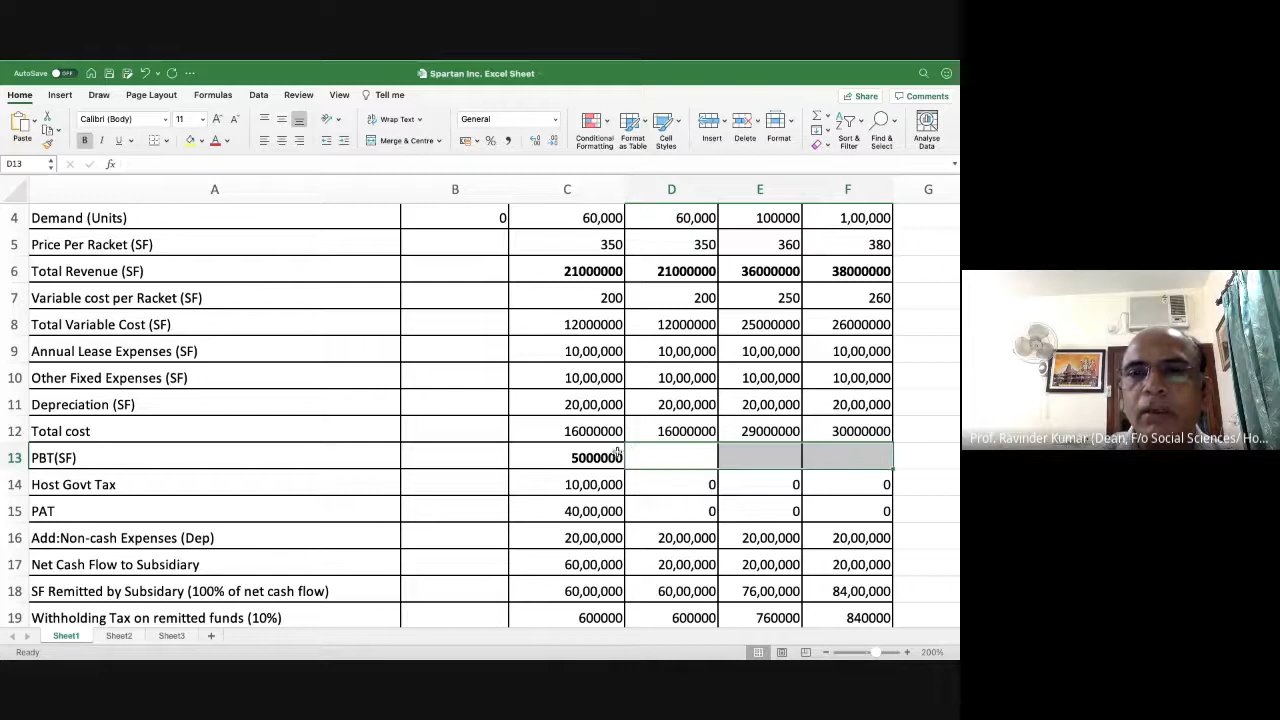 AutoSave OFF
Spartan Inc. Excel Sheet
Home Insert Draw Page Layout Formulas Data Review View Tell me
Share Comments
Paste
Calibri (Body) 11
Wrap Text
Merge & Centre
General
Conditional Formatting
Format as Table
Cell Styles
Insert
Delete
Format
Sort & Filter
Find & Select
Analyse Data
D13 fx
A B C D E F G
4 Demand (Units) 0 60,000 60,000 100000 1,00,000
5 Price Per Racket (SF) 350 350 360 380
6 Total Revenue (SF) 21000000 21000000 36000000 38000000
7 Variable cost per Racket (SF) 200 200 250 260
8 Total Variable Cost (SF) 12000000 12000000 25000000 26000000
9 Annual Lease Expenses (SF) 10,00,000 10,00,000 10,00,000 10,00,000
10 Other Fixed Expenses (SF) 10,00,000 10,00,000 10,00,000 10,00,000
11 Depreciation (SF) 20,00,000 20,00,000 20,00,000 20,00,000
12 Total cost 16000000 16000000 29000000 30000000
13 PBT(SF) 5000000
14 Host Govt Tax 10,00,000 0 0 0
15 PAT 40,00,000 0 0 0
16 Add:Non-cash Expenses (Dep) 20,00,000 20,00,000 20,00,000 20,00,000
17 Net Cash Flow to Subsidiary 60,00,000 20,00,000 20,00,000 20,00,000
18 SF Remitted by Subsidary (100% of net cash flow) 60,00,000 60,00,000 76,00,000 84,00,000
19 Withholding Tax on remitted funds (10%) 600000 600000 760000 840000
Sheet1 Sheet2 Sheet3 +
Ready 200%
Prof. Ravinder Kumar (Dean, F/o Social Sciences/ Ho...